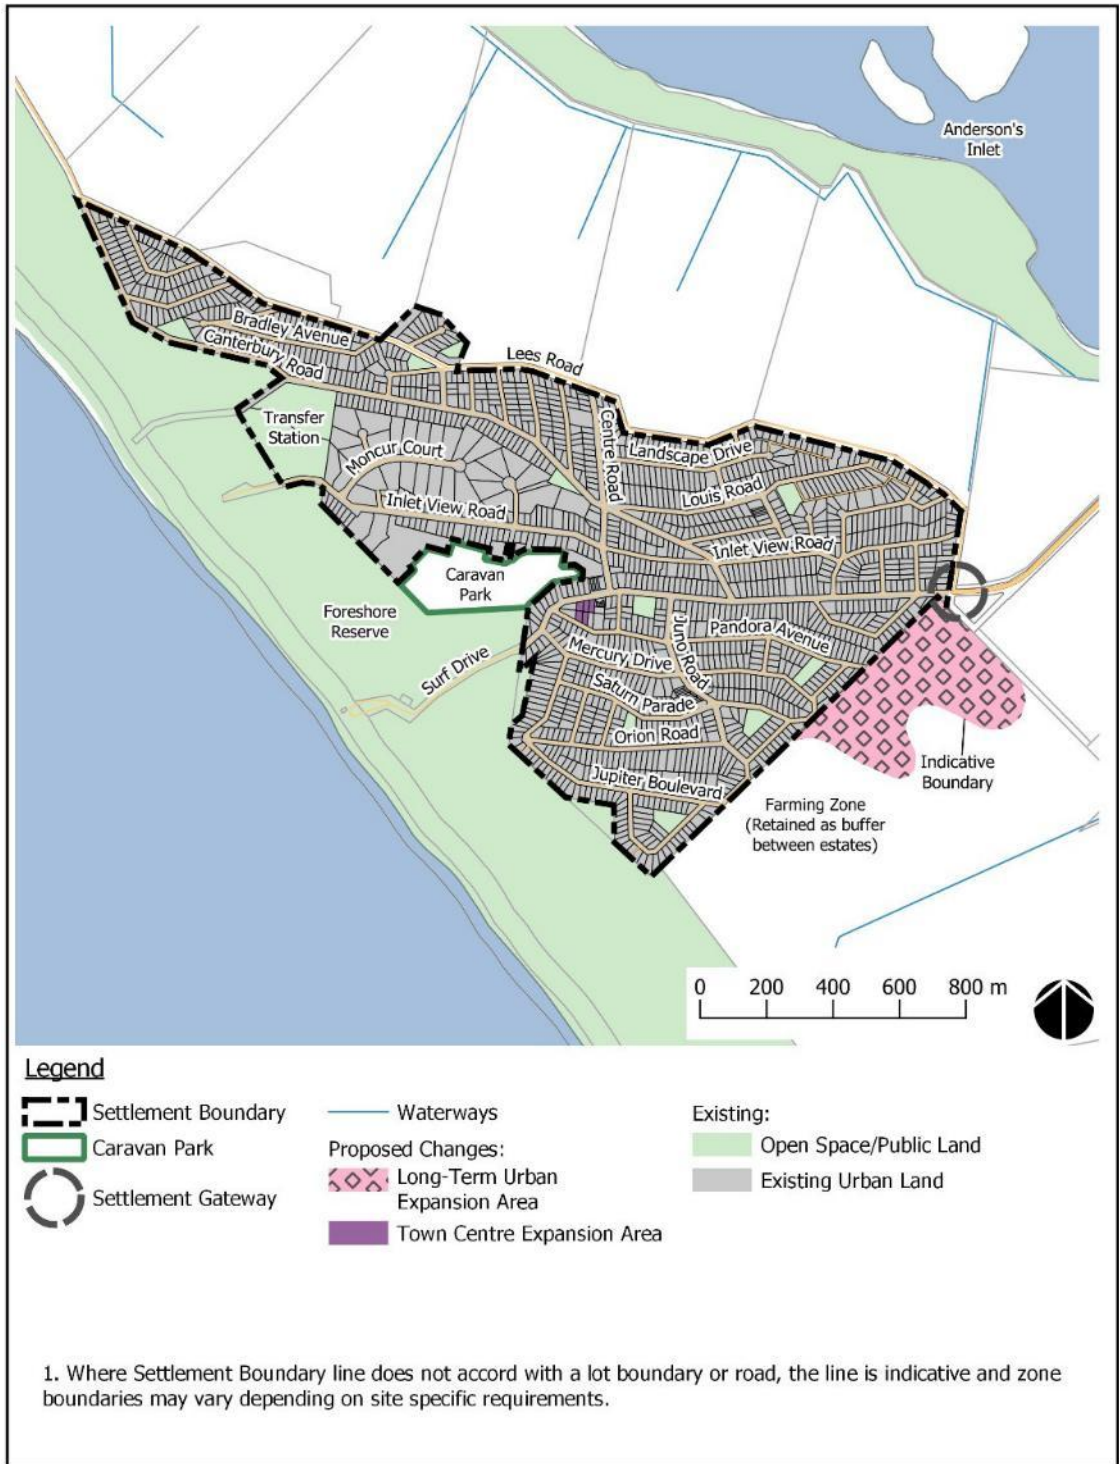 Anderson's
Inlet
Bradley Avenue
Canterbury Road
Lees Road
Transfer
Station
Centre Road
Landscape Drive
Moncur Court
Louis Road
Inlet View Road
Inlet View Road
Caravan
Park
Foreshore
Reserve
Juno Road
Pandora Avenue
Mercury Drive
Surf Drive
Saturn Parade
Orion Road
Indicative
Boundary
Jupiter Boulevard
Farming Zone
(Retained as buffer
between estates)
0 200 400 600 800 m
Legend
Settlement Boundary
Caravan Park
Settlement Gateway
Waterways
Proposed Changes:
Long-Term Urban
Expansion Area
Town Centre Expansion Area
Existing:
Open Space/Public Land
Existing Urban Land
1. Where Settlement Boundary line does not accord with a lot boundary or road, the line is indicative and zone
boundaries may vary depending on site specific requirements.